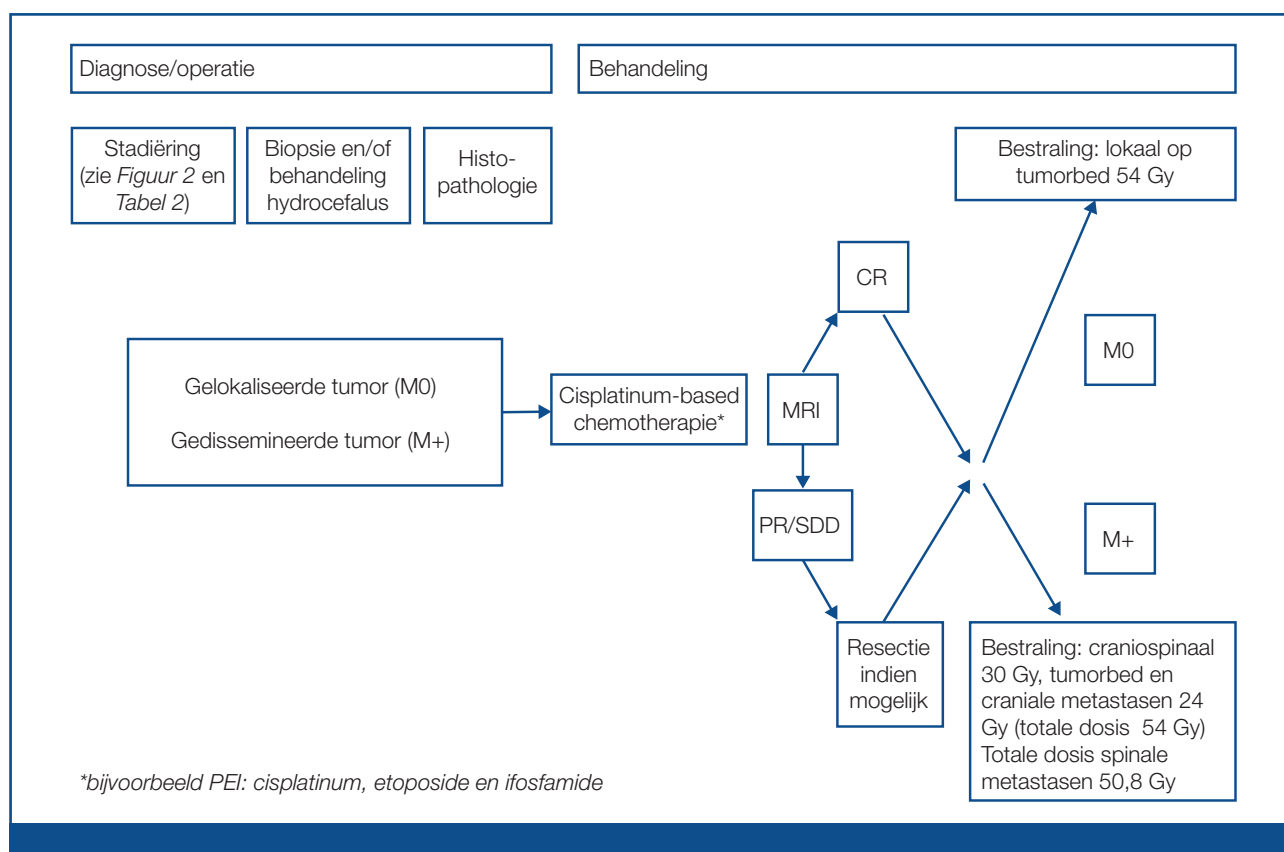 Diagnose/operatie
Behandeling
Stadiëring
(zie Figuur 2 en
Tabel 2)
Biopsie en/of
behandeling
hydrocefalus
Histo-
pathologie
Bestraling: lokaal op
tumorbed 54 Gy
CR
M0
Gelokaliseerde tumor (M0)
Gedissemineerde tumor (M+)
Cisplatinum-based
chemotherapie*
MRI
PR/SDD
M+
Resectie
indien
mogelijk
Bestraling: craniospinaal
30 Gy, tumorbed en
craniale metastasen 24
Gy (totale dosis 54 Gy)
Totale dosis spinale
metastasen 50,8 Gy
*bijvoorbeeld PEI: cisplatinum, etoposide en ifosfamide